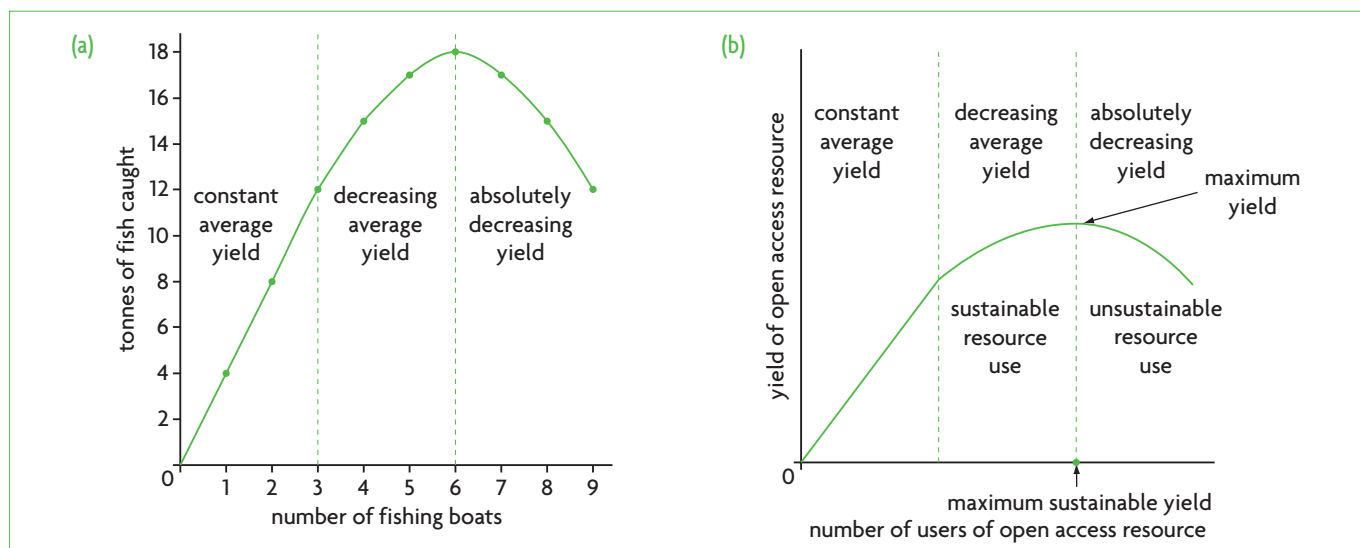 (a)
18
16
14
12
10
8
6
4
2
0
1 2 3 4 5 6 7 8 9
tonnes of fish caught
number of fishing boats
constant
average
yield
decreasing
average
yield
absolutely
decreasing
yield
(b)
yield of open access resource
constant
average
yield
decreasing
average
yield
absolutely
decreasing
yield
maximum
yield
sustainable
resource
use
unsustainable
resource
use
0
maximum sustainable yield
number of users of open access resource